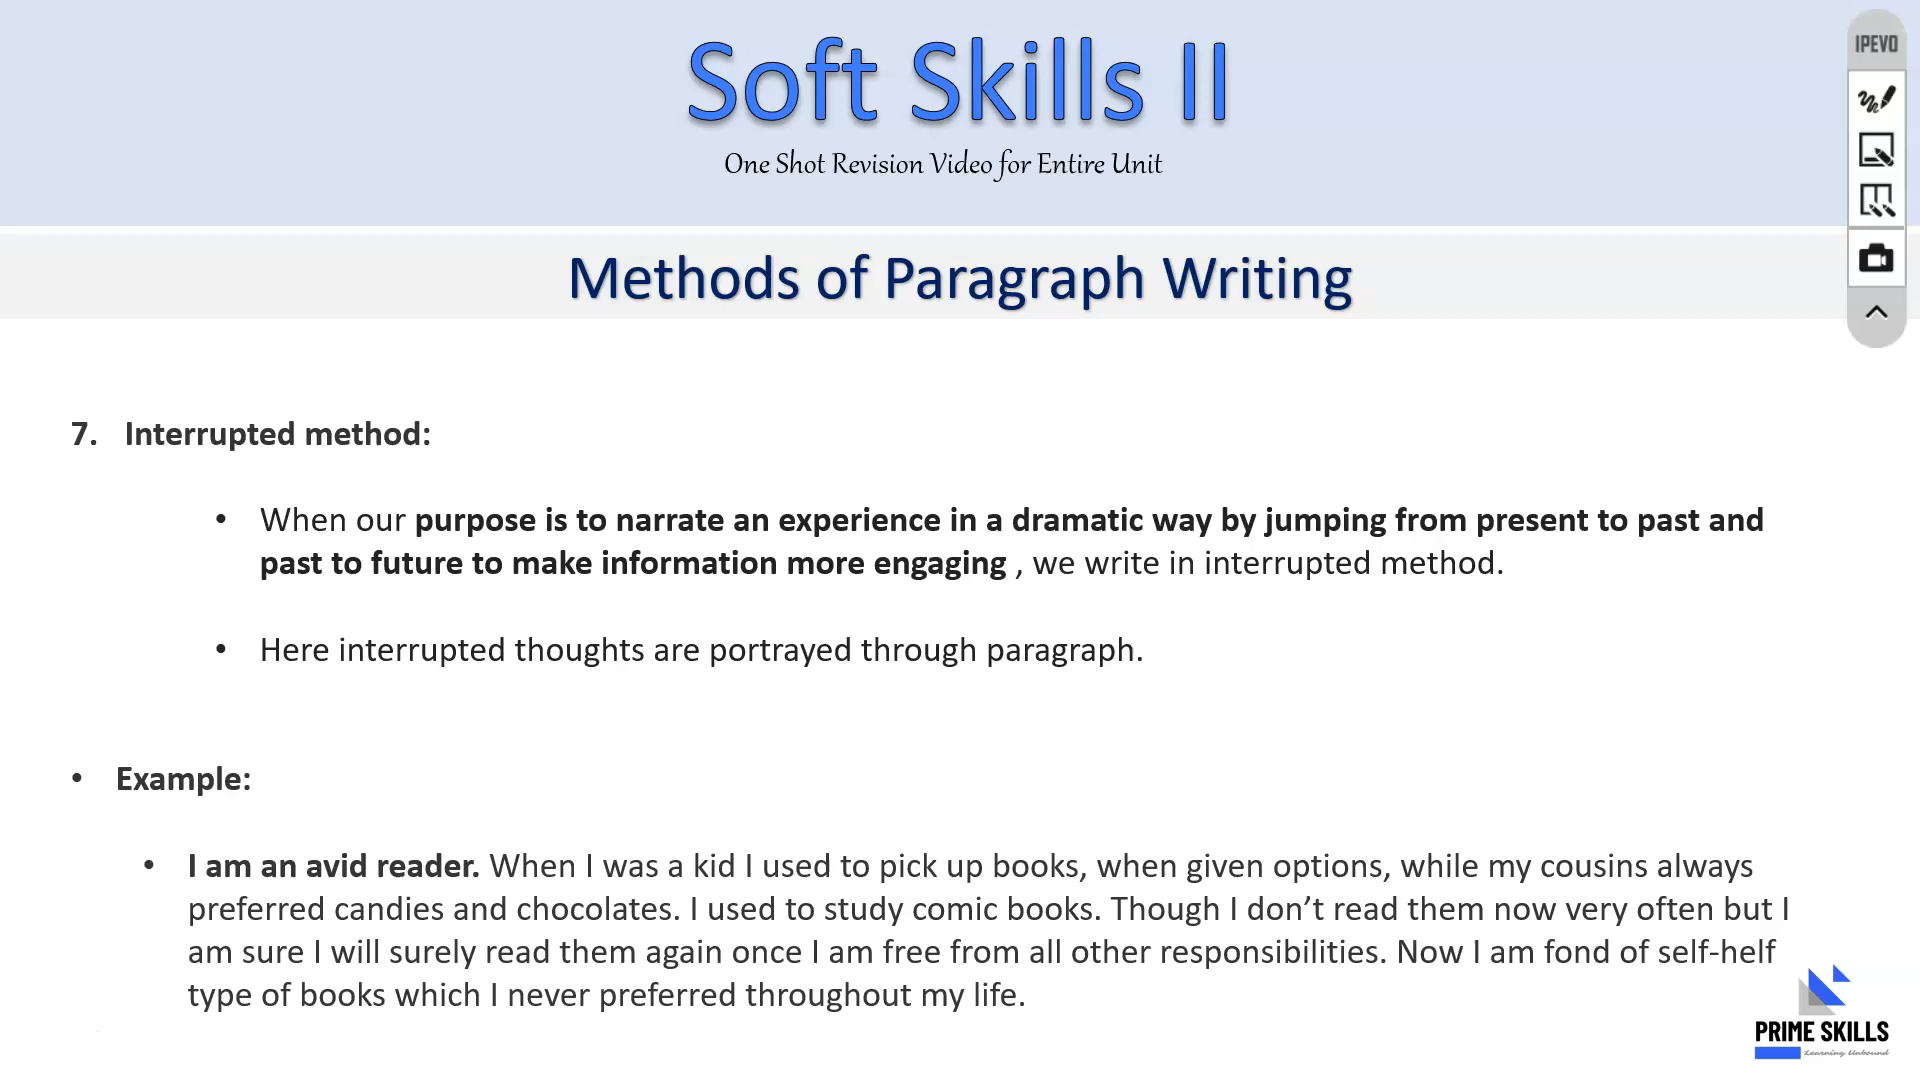 Soft Skills II
One Shot Revision Video for Entire Unit
IPEVO
Methods of Paragraph Writing
7. Interrupted method:
• When our purpose is to narrate an experience in a dramatic way by jumping from present to past and
past to future to make information more engaging , we write in interrupted method.
• Here interrupted thoughts are portrayed through paragraph.
• Example:
• I am an avid reader. When I was a kid I used to pick up books, when given options, while my cousins always
preferred candies and chocolates. I used to study comic books. Though I don’t read them now very often but I
am sure I will surely read them again once I am free from all other responsibilities. Now I am fond of self-helf
type of books which I never preferred throughout my life.
PRIME SKILLS
Learning Unbound